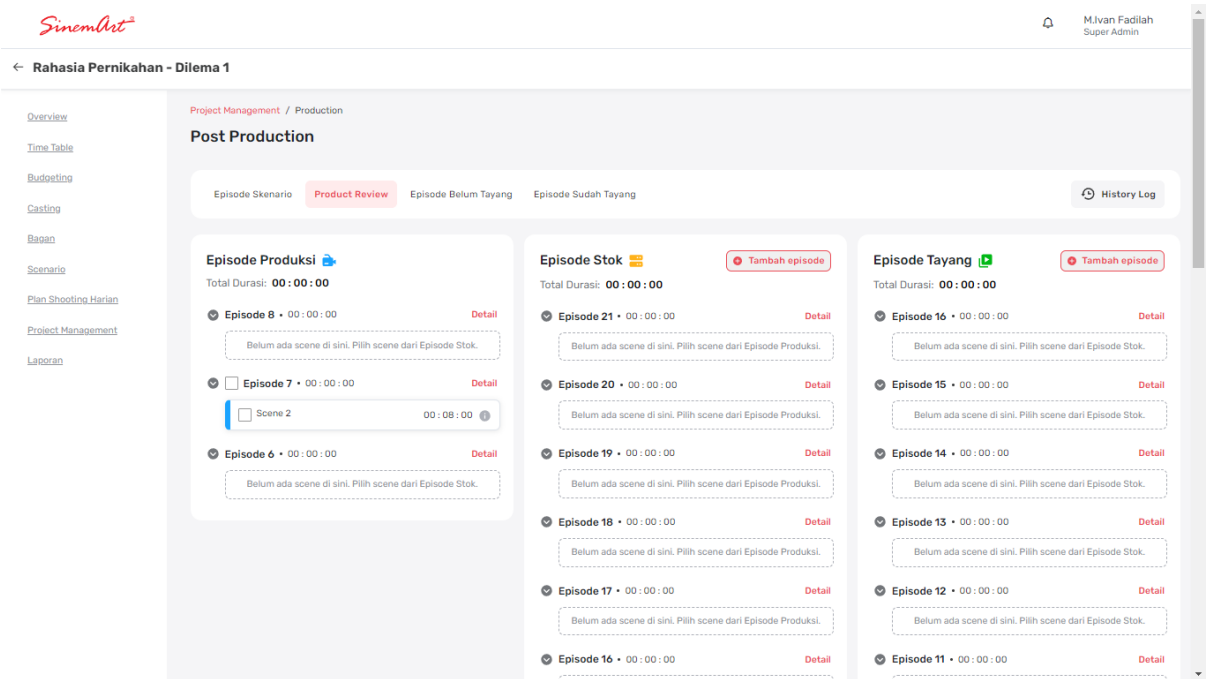 SinemArt
M.Ivan Fadilah
Super Admin
Rahasia Pernikahan - Dilema 1
Overview
Time Table
Budgeting
Casting
Bagan
Scenario
Plan Shooting Harian
Project Management
Laporan
Project Management / Production
Post Production
Episode Skenario
Product Review
Episode Belum Tayang
Episode Sudah Tayang
History Log
Episode Produksi
Total Durasi: 00 : 00 : 00
Episode 8 • 00 : 00 : 00 Detail
Belum ada scene di sini. Pilih scene dari Episode Stok.
Episode 7 • 00 : 00 : 00 Detail
Scene 2 00 : 08 : 00
Episode 6 • 00 : 00 : 00 Detail
Belum ada scene di sini. Pilih scene dari Episode Stok.
Episode Stok Tambah episode
Total Durasi: 00 : 00 : 00
Episode 21 • 00 : 00 : 00 Detail
Belum ada scene di sini. Pilih scene dari Episode Produksi.
Episode 20 • 00 : 00 : 00 Detail
Belum ada scene di sini. Pilih scene dari Episode Produksi.
Episode 19 • 00 : 00 : 00 Detail
Belum ada scene di sini. Pilih scene dari Episode Produksi.
Episode 18 • 00 : 00 : 00 Detail
Belum ada scene di sini. Pilih scene dari Episode Produksi.
Episode 17 • 00 : 00 : 00 Detail
Belum ada scene di sini. Pilih scene dari Episode Produksi.
Episode 16 • 00 : 00 : 00 Detail
Episode Tayang Tambah episode
Total Durasi: 00 : 00 : 00
Episode 16 • 00 : 00 : 00 Detail
Belum ada scene di sini. Pilih scene dari Episode Stok.
Episode 15 • 00 : 00 : 00 Detail
Belum ada scene di sini. Pilih scene dari Episode Stok.
Episode 14 • 00 : 00 : 00 Detail
Belum ada scene di sini. Pilih scene dari Episode Stok.
Episode 13 • 00 : 00 : 00 Detail
Belum ada scene di sini. Pilih scene dari Episode Stok.
Episode 12 • 00 : 00 : 00 Detail
Belum ada scene di sini. Pilih scene dari Episode Stok.
Episode 11 • 00 : 00 : 00 Detail